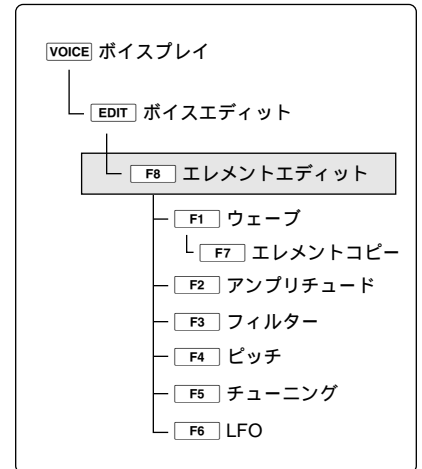 VOICE ボイスプレイ
EDIT ボイスエディット
F8 エレメントエディット
F1 ウェーブ
F7 エレメントコピー
F2 アンプリチュード
F3 フィルター
F4 ピッチ
F5 チューニング
F6 LFO